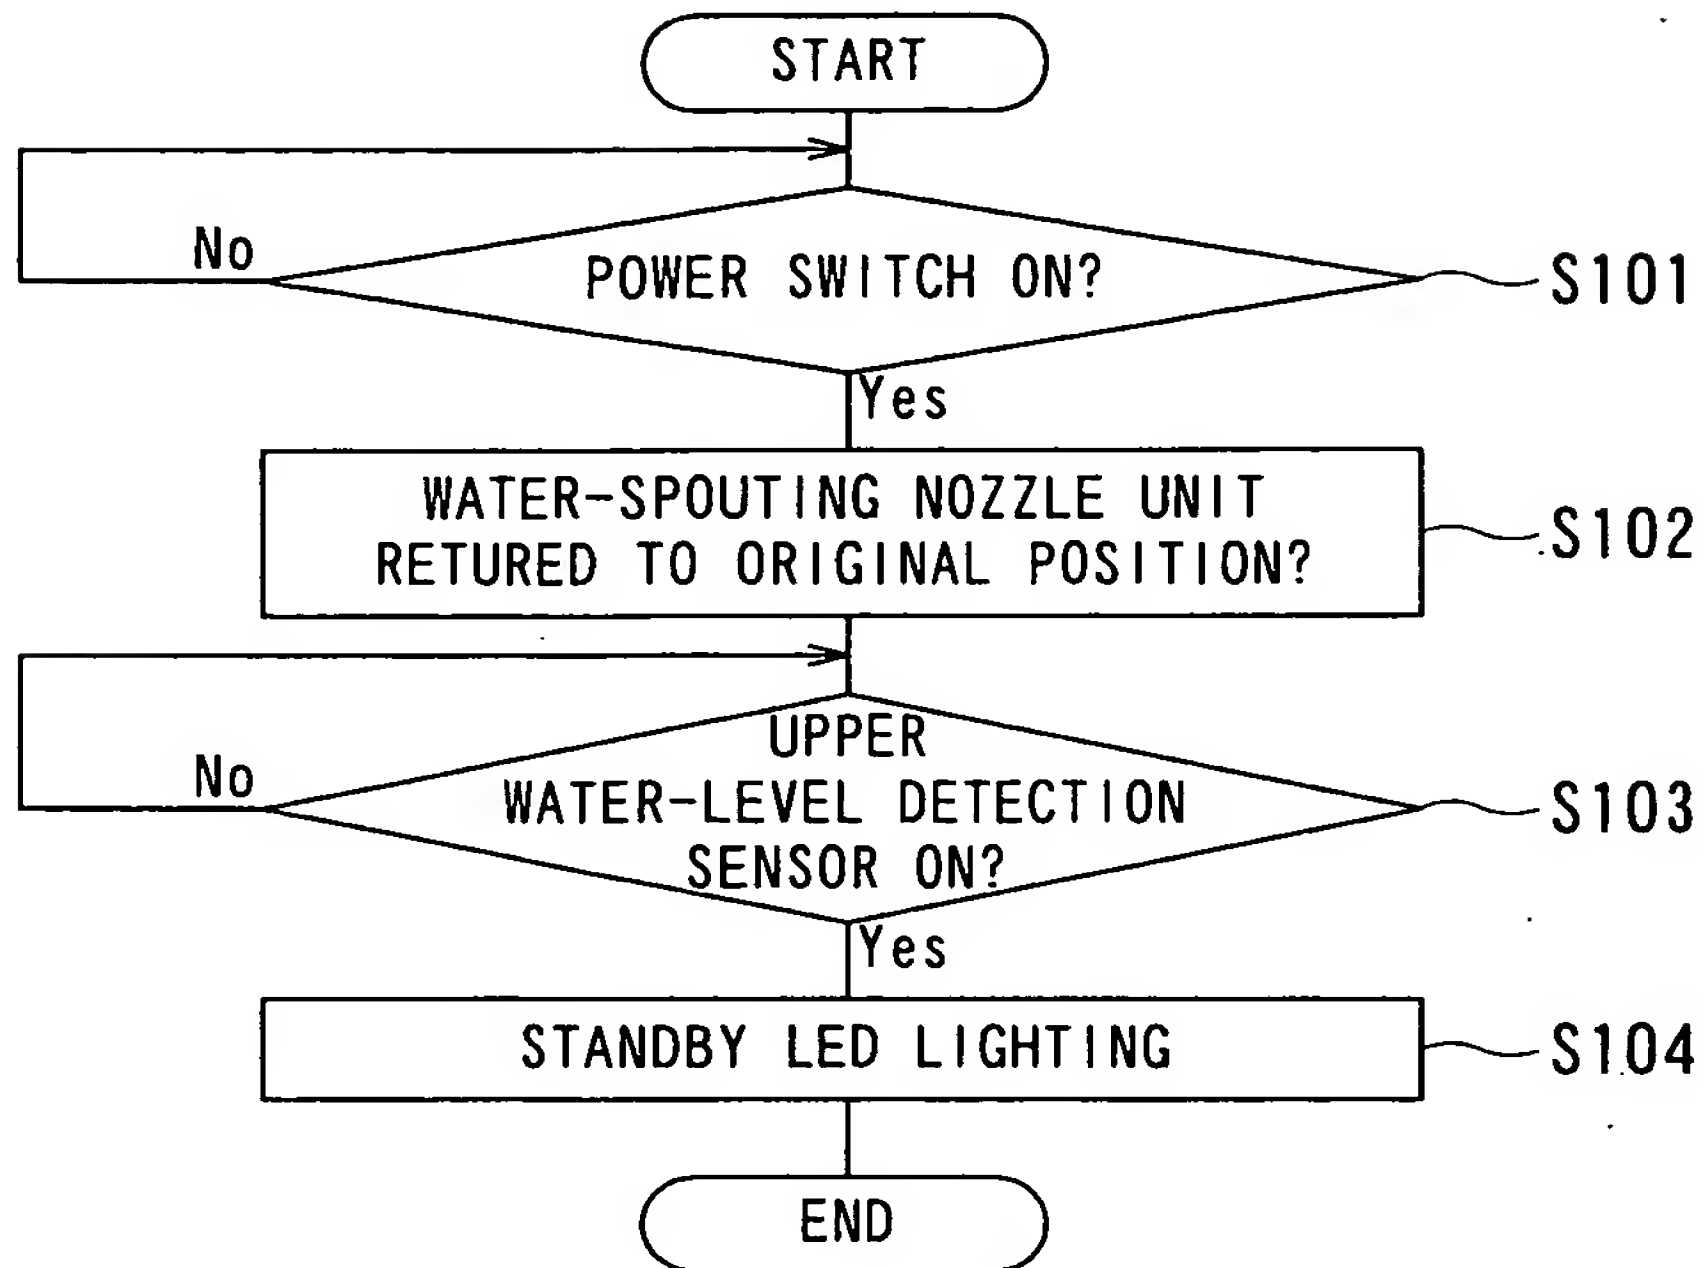 START
No
POWER SWITCH ON?
S101
Yes
WATER-SPOUTING NOZZLE UNIT
RETURED TO ORIGINAL POSITION?
S102
UPPER
No
WATER-LEVEL DETECTION
S103
SENSOR ON?
Yes
STANDBY LED LIGHTING
S104
END